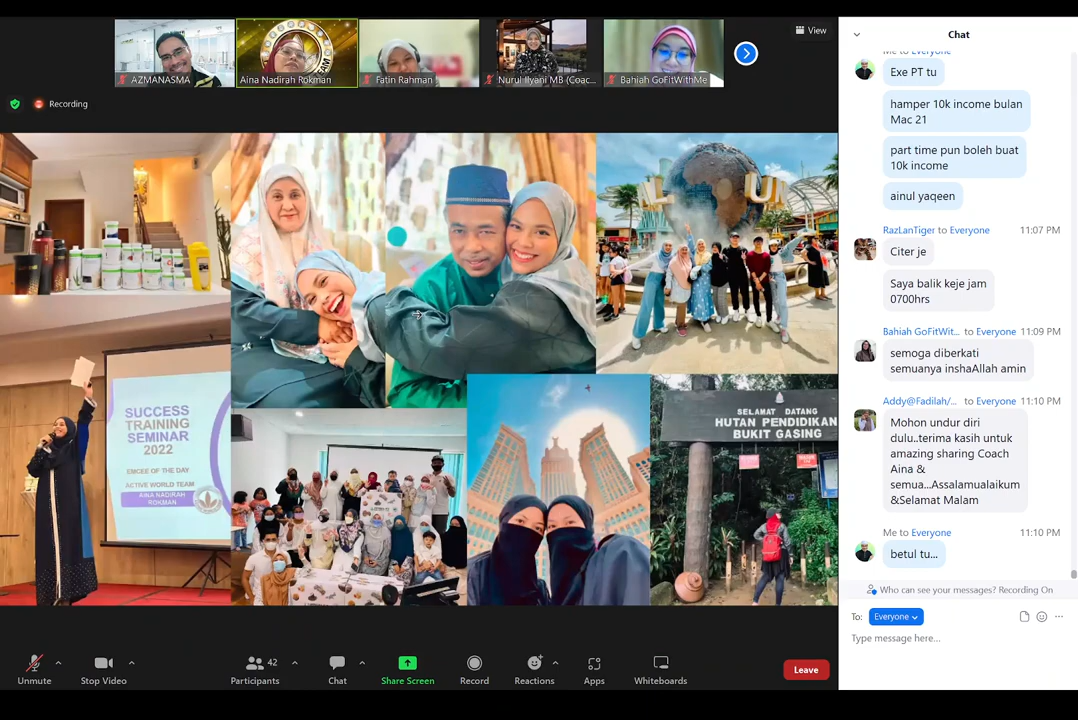 View
AZMANASMA
Aina Nadirah Rokman
Fatin Rahman
Nurul Ilyani MB (Coac...
Bahiah GoFitWithMe
Recording
SUCCESS
TRAINING
SEMINAR
2022
EMCEE OF THE DAY
ACTIVE WORLD TEAM
AINA NADIRAH
ROKMAN
SELAMAT DATANG
HUTAN PENDIDIKAN
BUKIT GASING
Chat
Me to Everyone
Exe PT tu
hamper 10k income bulan
Mac 21
part time pun boleh buat
10k income
ainul yaqeen
RazLanTiger to Everyone 11:07 PM
Citer je
Saya balik keje jam
0700hrs
Bahiah GoFitWit... to Everyone 11:09 PM
semoga diberkati
semuanya inshaAllah amin
Addy@Fadilah/... to Everyone 11:10 PM
Mohon undur diri
dulu..terima kasih untuk
amazing sharing Coach
Aina &
semua...Assalamualaikum
&Selamat Malam
Me to Everyone 11:10 PM
betul tu...
Who can see your messages? Recording On
To: Everyone
Type message here...
Unmute
Stop Video
42
Participants
Chat
Share Screen
Record
Reactions
Apps
Whiteboards
Leave